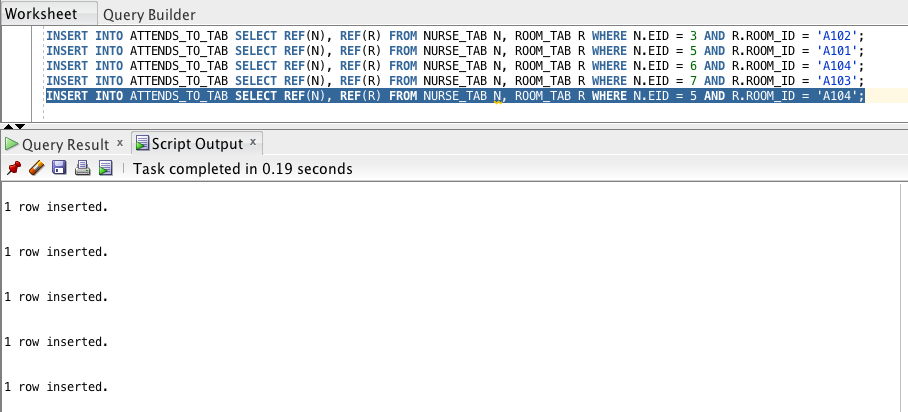 Worksheet Query Builder
INSERT INTO ATTENDS_TO_TAB SELECT REF(N), REF(R) FROM NURSE_TAB N, ROOM_TAB R WHERE N.EID = 3 AND R.ROOM_ID = 'A102';
INSERT INTO ATTENDS_TO_TAB SELECT REF(N), REF(R) FROM NURSE_TAB N, ROOM_TAB R WHERE N.EID = 5 AND R.ROOM_ID = 'A101';
INSERT INTO ATTENDS_TO_TAB SELECT REF(N), REF(R) FROM NURSE_TAB N, ROOM_TAB R WHERE N.EID = 6 AND R.ROOM_ID = 'A104';
INSERT INTO ATTENDS_TO_TAB SELECT REF(N), REF(R) FROM NURSE_TAB N, ROOM_TAB R WHERE N.EID = 7 AND R.ROOM_ID = 'A103';
INSERT INTO ATTENDS_TO_TAB SELECT REF(N), REF(R) FROM NURSE_TAB N, ROOM_TAB R WHERE N.EID = 5 AND R.ROOM_ID = 'A104';
Query Result x Script Output x
Task completed in 0.19 seconds
1 row inserted.
1 row inserted.
1 row inserted.
1 row inserted.
1 row inserted.